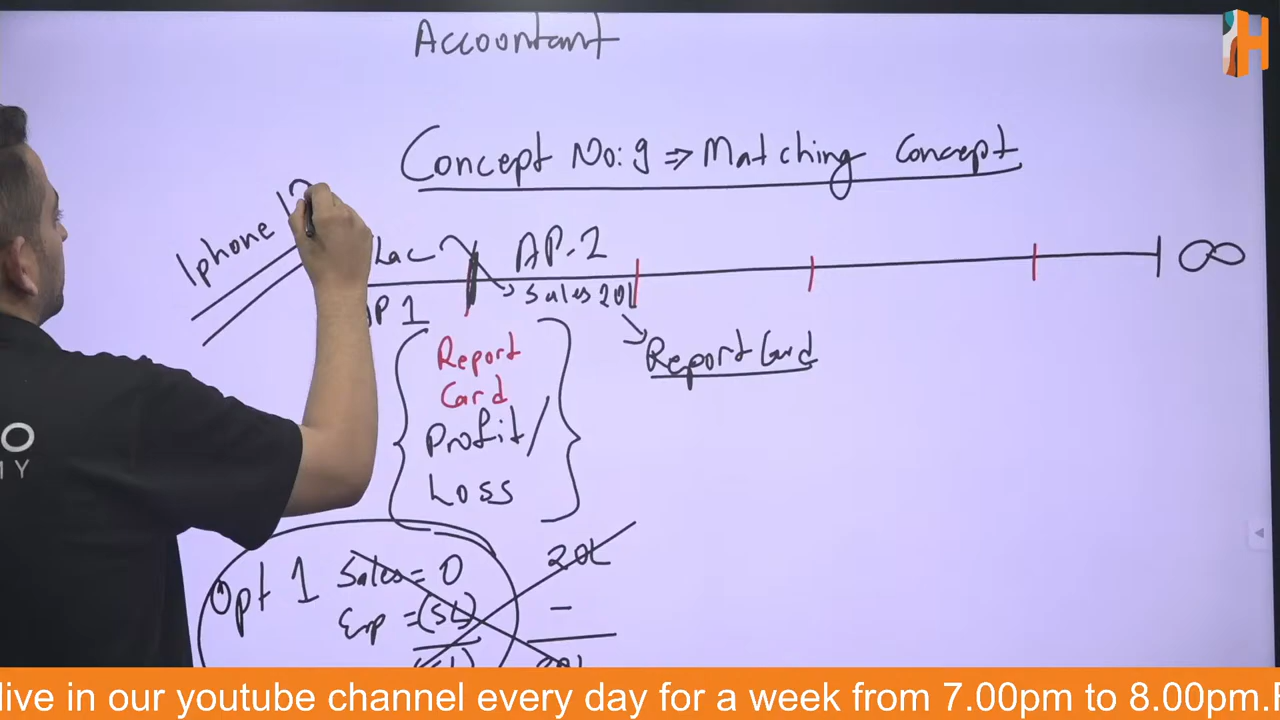 Accountant
Concept No:9 ⇒ Matching Concept
Iphone
Lac
AP-2
∞
P 1
Sales 20L
Report
Card
Profit/
Loss
Report Card
Opt 1
Sales = 0
20L
Exp = (5L)
–
O
MY
H
live in our youtube channel every day for a week from 7.00pm to 8.00pm.